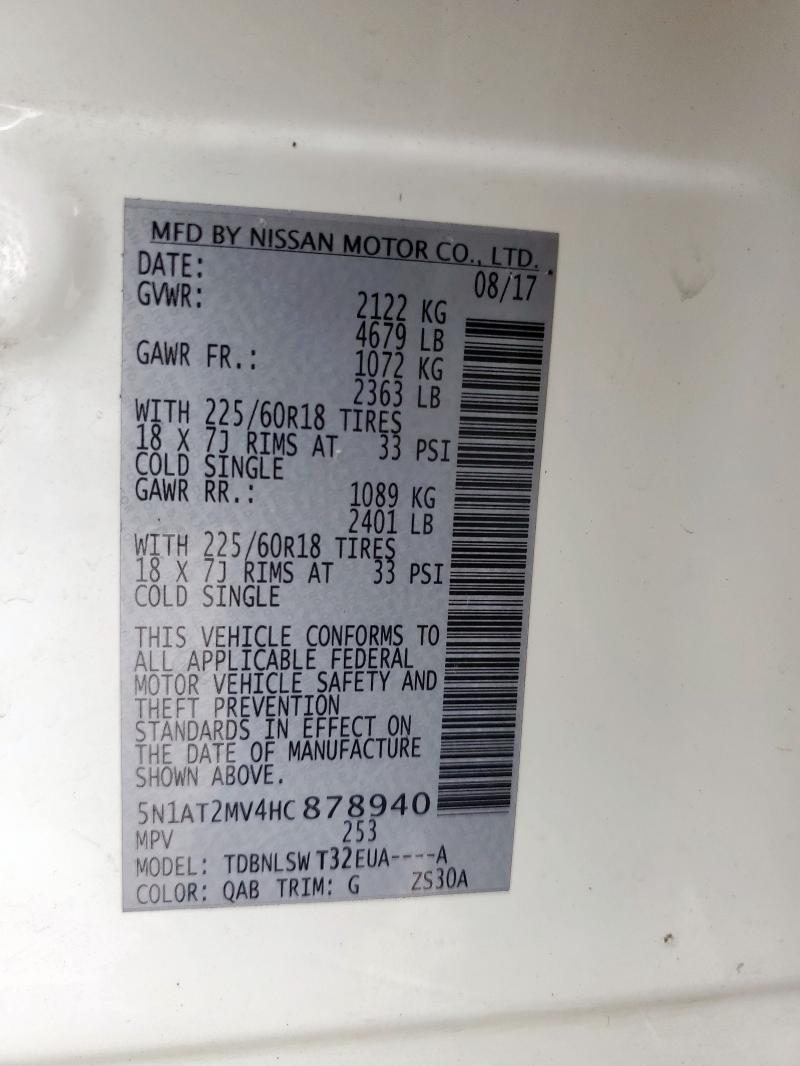 MFD BY NISSAN MOTOR CO., LTD.
DATE: 08/17
GVWR: 2122 KG
4679 LB
GAWR FR.: 1072 KG
2363 LB
WITH 225/60R18 TIRES
18 X 7J RIMS AT 33 PSI
COLD SINGLE
GAWR RR.: 1089 KG
2401 LB
WITH 225/60R18 TIRES
18 X 7J RIMS AT 33 PSI
COLD SINGLE
THIS VEHICLE CONFORMS TO
ALL APPLICABLE FEDERAL
MOTOR VEHICLE SAFETY AND
THEFT PREVENTION
STANDARDS IN EFFECT ON
THE DATE OF MANUFACTURE
SHOWN ABOVE.
5N1AT2MV4HC878940
MPV 253
MODEL: TDBNLSW T32EUA----A
COLOR: QAB TRIM: G ZS30A